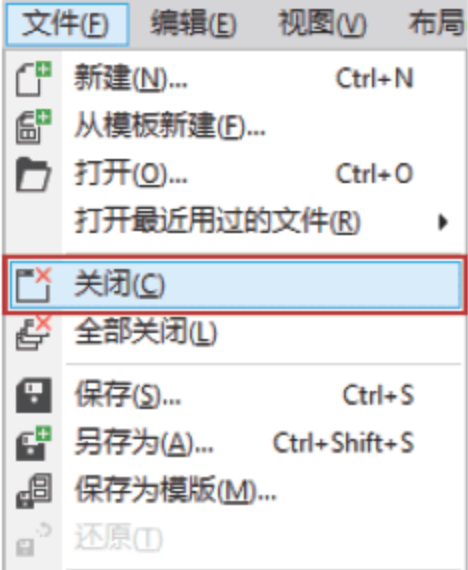 文件(F) 编辑(E) 视图(V) 布局
新建(N)... Ctrl+N
从模板新建(F)...
打开(O)... Ctrl+O
打开最近用过的文件(R)
关闭(C)
全部关闭(L)
保存(S)... Ctrl+S
另存为(A)... Ctrl+Shift+S
保存为模版(M)...
还原(T)